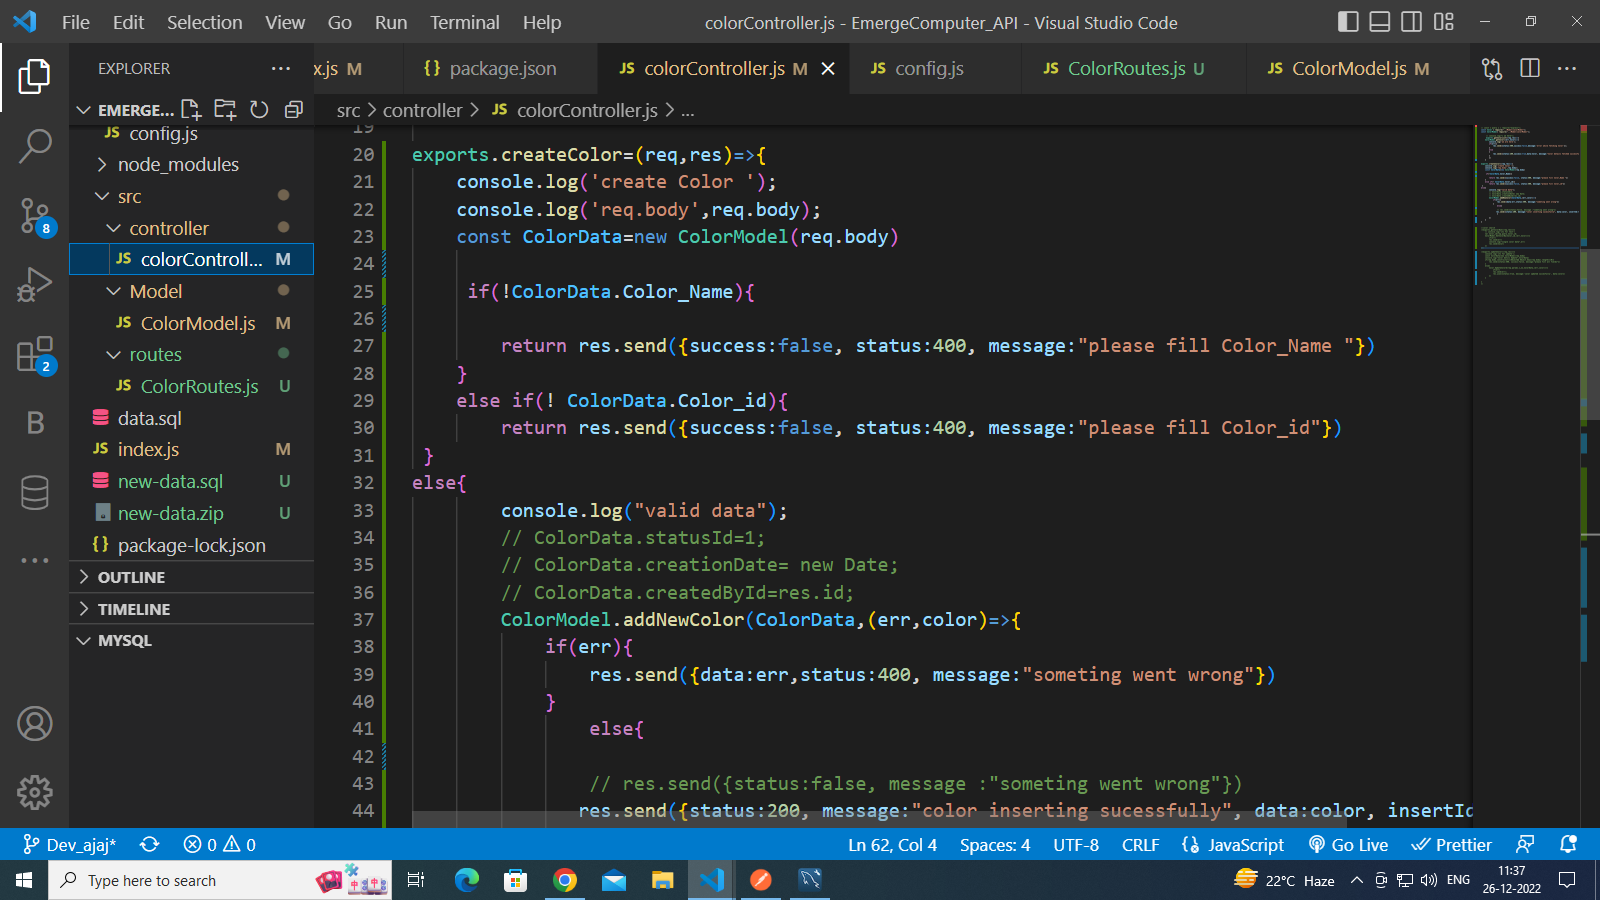 File Edit Selection View Go Run Terminal Help colorController.js - EmergeComputer_API - Visual Studio Code
EXPLORER ...
x.js M {} package.json JS colorController.js M JS config.js JS ColorRoutes.js U JS ColorModel.js M ...
EMERGE...
src > controller > JS colorController.js > ...
JS config.js
node_modules
src
controller
JS colorControll... M
Model
JS ColorModel.js M
routes
JS ColorRoutes.js U
data.sql
JS index.js M
new-data.sql U
new-data.zip U
{} package-lock.json
OUTLINE
TIMELINE
MYSQL
8
2
B
19
20 exports.createColor=(req,res)=>{
21 console.log('create Color ');
22 console.log('req.body',req.body);
23 const ColorData=new ColorModel(req.body)
24
25 if(!ColorData.Color_Name){
26
27 return res.send({success:false, status:400, message:"please fill Color_Name "})
28 }
29 else if(! ColorData.Color_id){
30 return res.send({success:false, status:400, message:"please fill Color_id"})
31 }
32 else{
33 console.log("valid data");
34 // ColorData.statusId=1;
35 // ColorData.creationDate= new Date;
36 // ColorData.createdById=res.id;
37 ColorModel.addNewColor(ColorData,(err,color)=>{
38 if(err){
39 res.send({data:err,status:400, message:"someting went wrong"})
40 }
41 else{
42
43 // res.send({status:false, message :"someting went wrong"})
44 res.send({status:200, message:"color inserting sucessfully", data:color, insertId
Dev_ajaj* 0 0 Ln 62, Col 4 Spaces: 4 UTF-8 CRLF {} JavaScript Go Live Prettier
Type here to search 22°C Haze ENG 11:37
26-12-2022